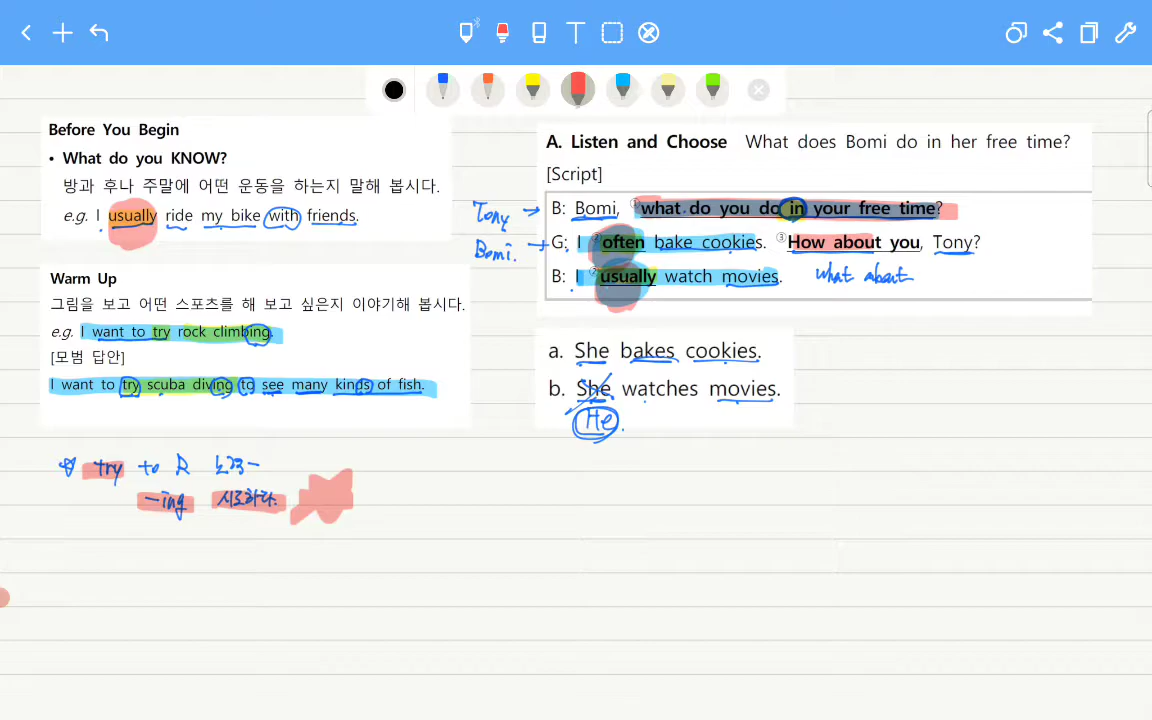 Before You Begin
• What do you KNOW?
방과 후나 주말에 어떤 운동을 하는지 말해 봅시다.
e.g. I usually ride my bike with friends.
Warm Up
그림을 보고 어떤 스포츠를 해 보고 싶은지 이야기해 봅시다.
e.g. I want to try rock climbing.
[모범 답안]
I want to try scuba diving to see many kinds of fish.
☆ try to R 노력
-ing 시도하다.
A. Listen and Choose What does Bomi do in her free time?
[Script]
Tony → B: Bomi, ①what do you do in your free time?
Bomi. → G: I ②often bake cookies. ③How about you, Tony?
B: I ②usually watch movies. what about
a. She bakes cookies.
b. She watches movies.
He.